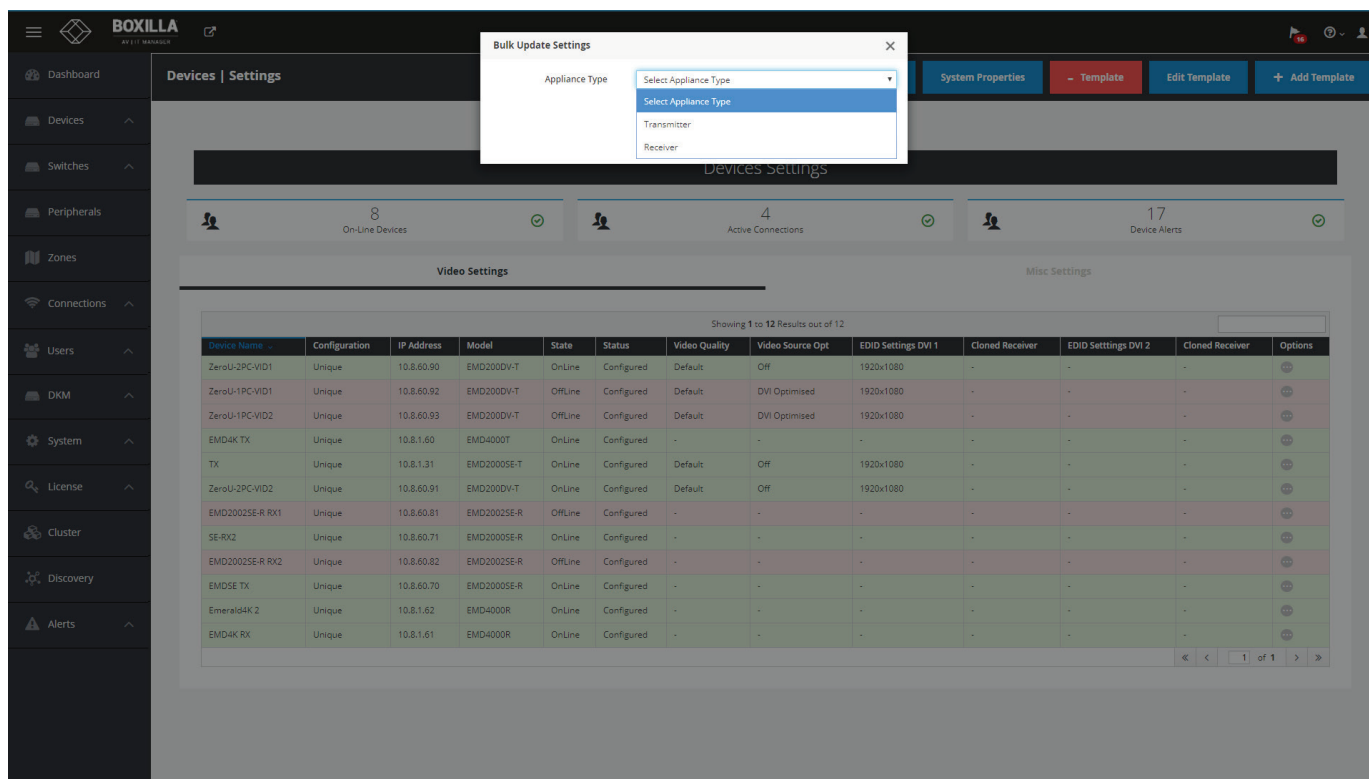 BOXILLA
AV | IT MANAGER
16
Bulk Update Settings
Appliance Type
Select Appliance Type
Select Appliance Type
Transmitter
Receiver
Dashboard
Devices
Switches
Peripherals
Zones
Connections
Users
DKM
System
License
Cluster
Discovery
Alerts
Devices | Settings
System Properties
– Template
Edit Template
+ Add Template
Devices Settings
8
On-Line Devices
4
Active Connections
17
Device Alerts
Video Settings
Misc Settings
Showing 1 to 12 Results out of 12
Device Name Configuration IP Address Model State Status Video Quality Video Source Opt EDID Settings DVI 1 Cloned Receiver EDID Setttings DVI 2 Cloned Receiver Options
ZeroU-2PC-VID1 Unique 10.8.60.90 EMD200DV-T OnLine Configured Default Off 1920x1080 - - -
ZeroU-1PC-VID1 Unique 10.8.60.92 EMD200DV-T OffLine Configured Default DVI Optimised 1920x1080 - - -
ZeroU-1PC-VID2 Unique 10.8.60.93 EMD200DV-T OffLine Configured Default DVI Optimised 1920x1080 - - -
EMD4K TX Unique 10.8.1.60 EMD4000T OnLine Configured - - - - - -
TX Unique 10.8.1.31 EMD2000SE-T OnLine Configured Default Off 1920x1080 - - -
ZeroU-2PC-VID2 Unique 10.8.60.91 EMD200DV-T OnLine Configured Default Off 1920x1080 - - -
EMD2002SE-R RX1 Unique 10.8.60.81 EMD2002SE-R OffLine Configured - - - - - -
SE-RX2 Unique 10.8.60.71 EMD2000SE-R OnLine Configured - - - - - -
EMD2002SE-R RX2 Unique 10.8.60.82 EMD2002SE-R OffLine Configured - - - - - -
EMDSE TX Unique 10.8.60.70 EMD2000SE-R OnLine Configured - - - - - -
Emerald4K 2 Unique 10.8.1.62 EMD4000R OnLine Configured - - - - - -
EMD4K RX Unique 10.8.1.61 EMD4000R OnLine Configured - - - - - -
« < 1 of 1 > »